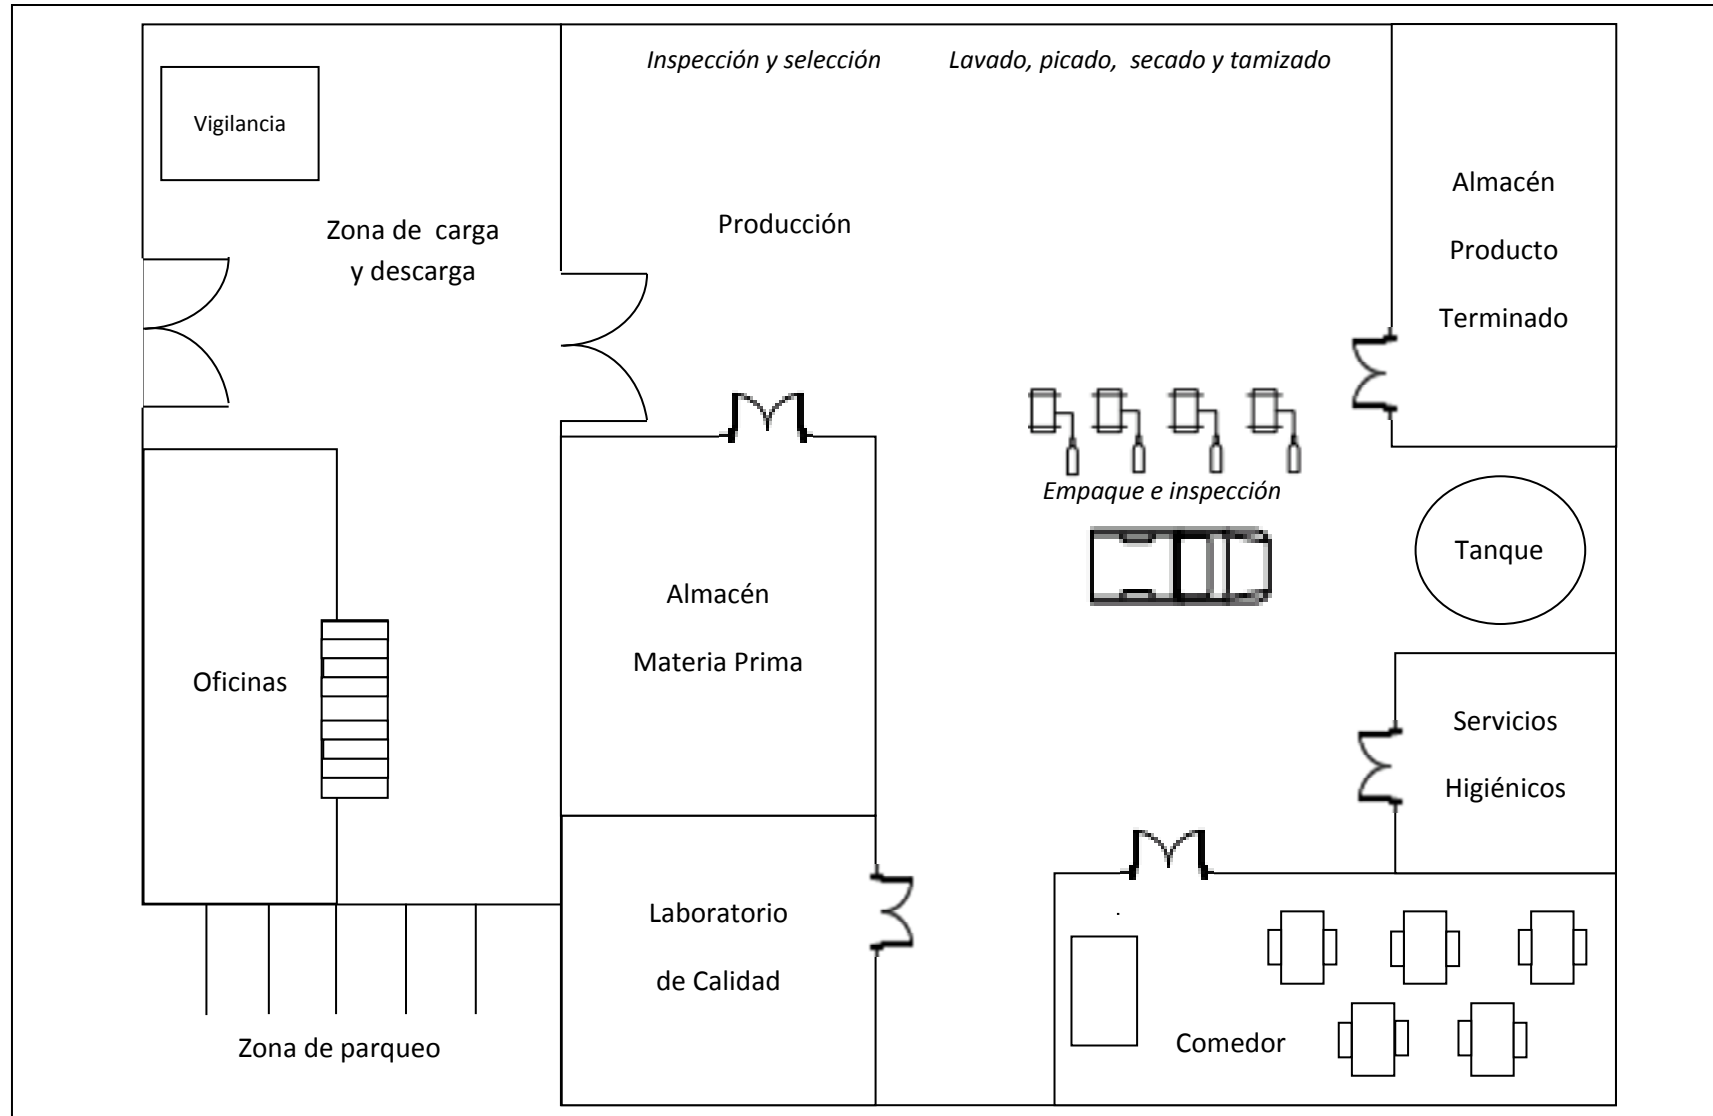 Inspección y selección
Lavado, picado, secado y tamizado
Vigilancia
Zona de carga
y descarga
Producción
Almacén
Producto
Terminado
Empaque e inspección
Tanque
Almacén
Materia Prima
Oficinas
Servicios
Higiénicos
Laboratorio
de Calidad
Zona de parqueo
Comedor